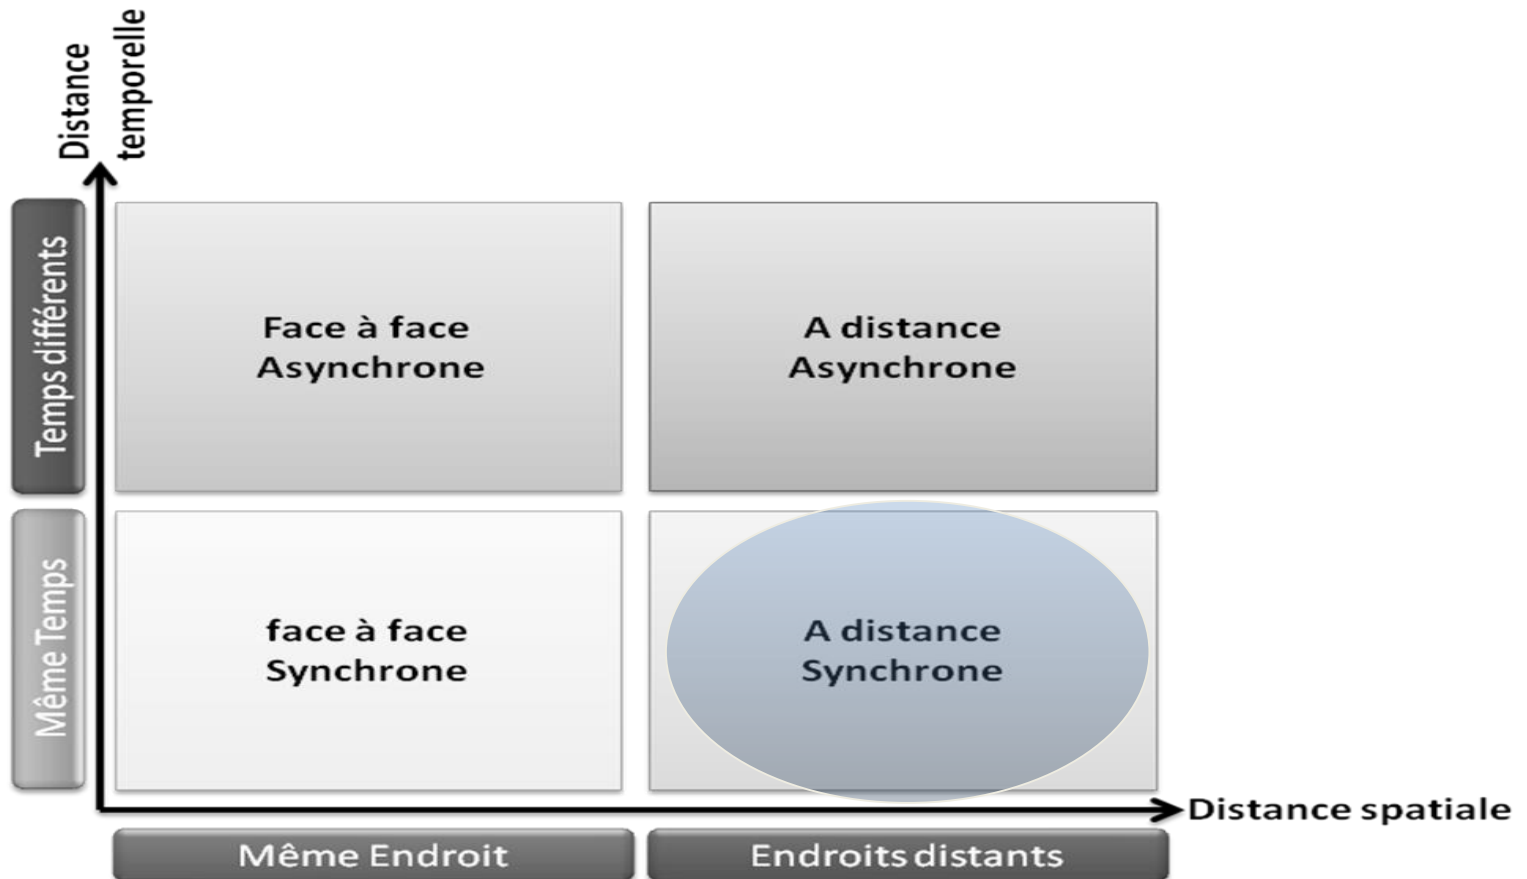 Distance
temporelle
Temps différents
Face à face
Asynchrone
A distance
Asynchrone
Même Temps
face à face
Synchrone
A distance
Synchrone
Distance spatiale
Même Endroit
Endroits distants